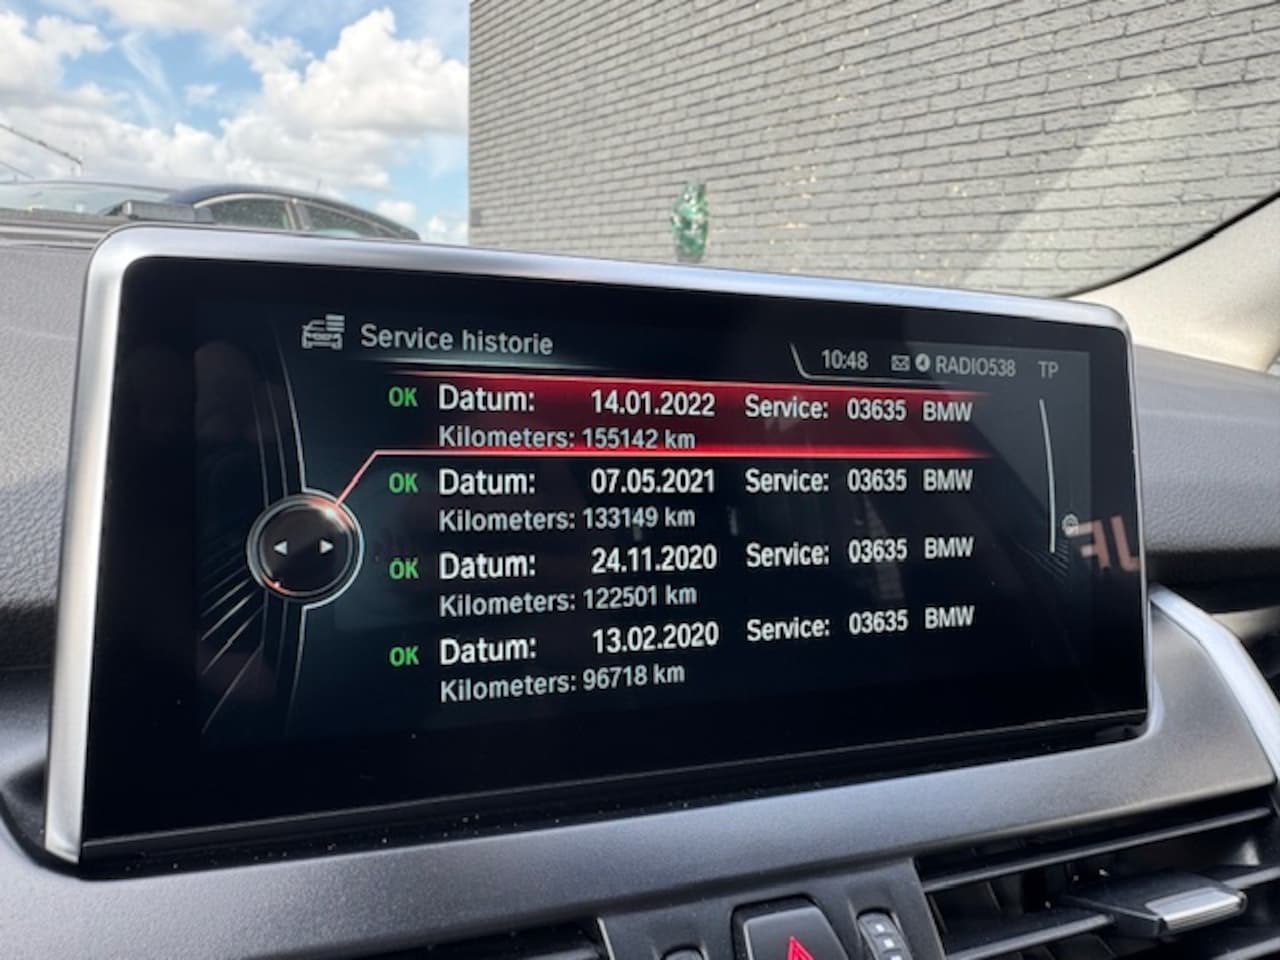 Service historie
10:48 RADIO538 TP
OK Datum: 14.01.2022 Service: 03635 BMW
Kilometers: 155142 km
OK Datum: 07.05.2021 Service: 03635 BMW
Kilometers: 133149 km
OK Datum: 24.11.2020 Service: 03635 BMW
Kilometers: 122501 km
OK Datum: 13.02.2020 Service: 03635 BMW
Kilometers: 96718 km